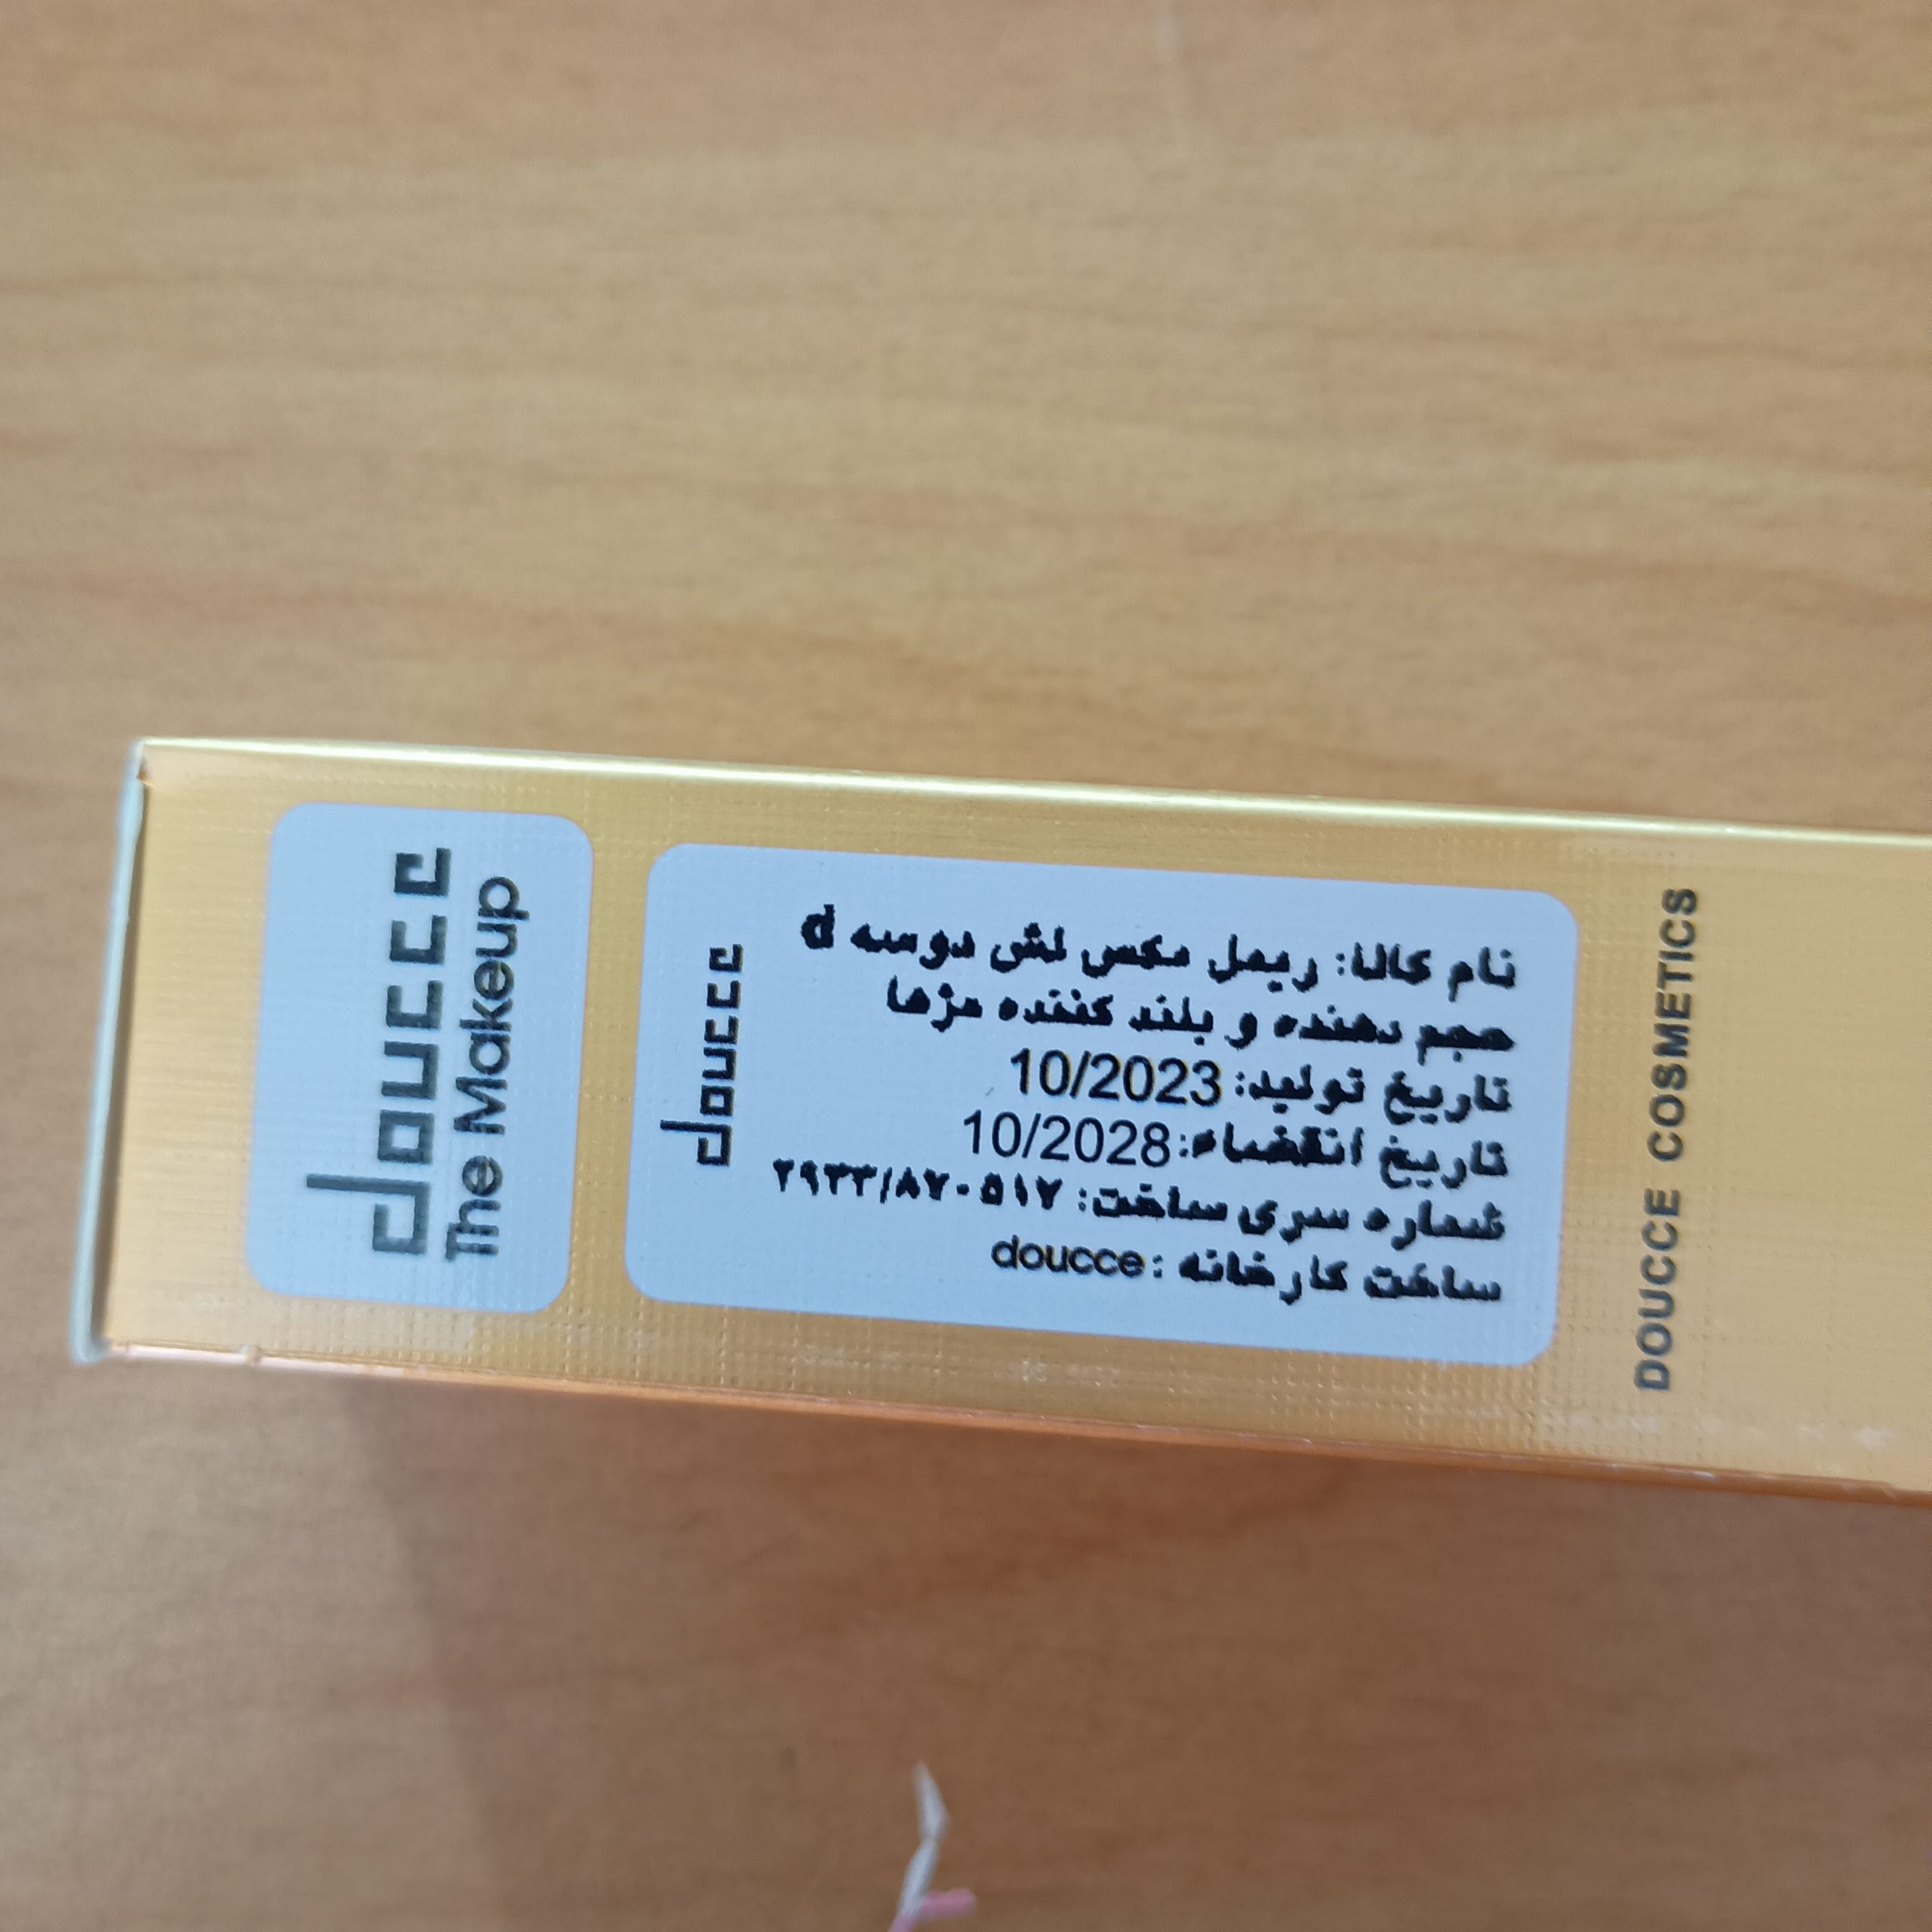 doucce
The Makeup
doucce
نام کالا: ریمل مکس لش دوسه d
حجم دهنده و بلند کننده مژها
تاریخ تولید: 10/2023
تاریخ انقضاء: 10/2028
شماره سری ساخت: ۲۹۳۳/۸۷-۵۱۷
ساخت کارخانه : doucce
DOUCCE COSMETICS